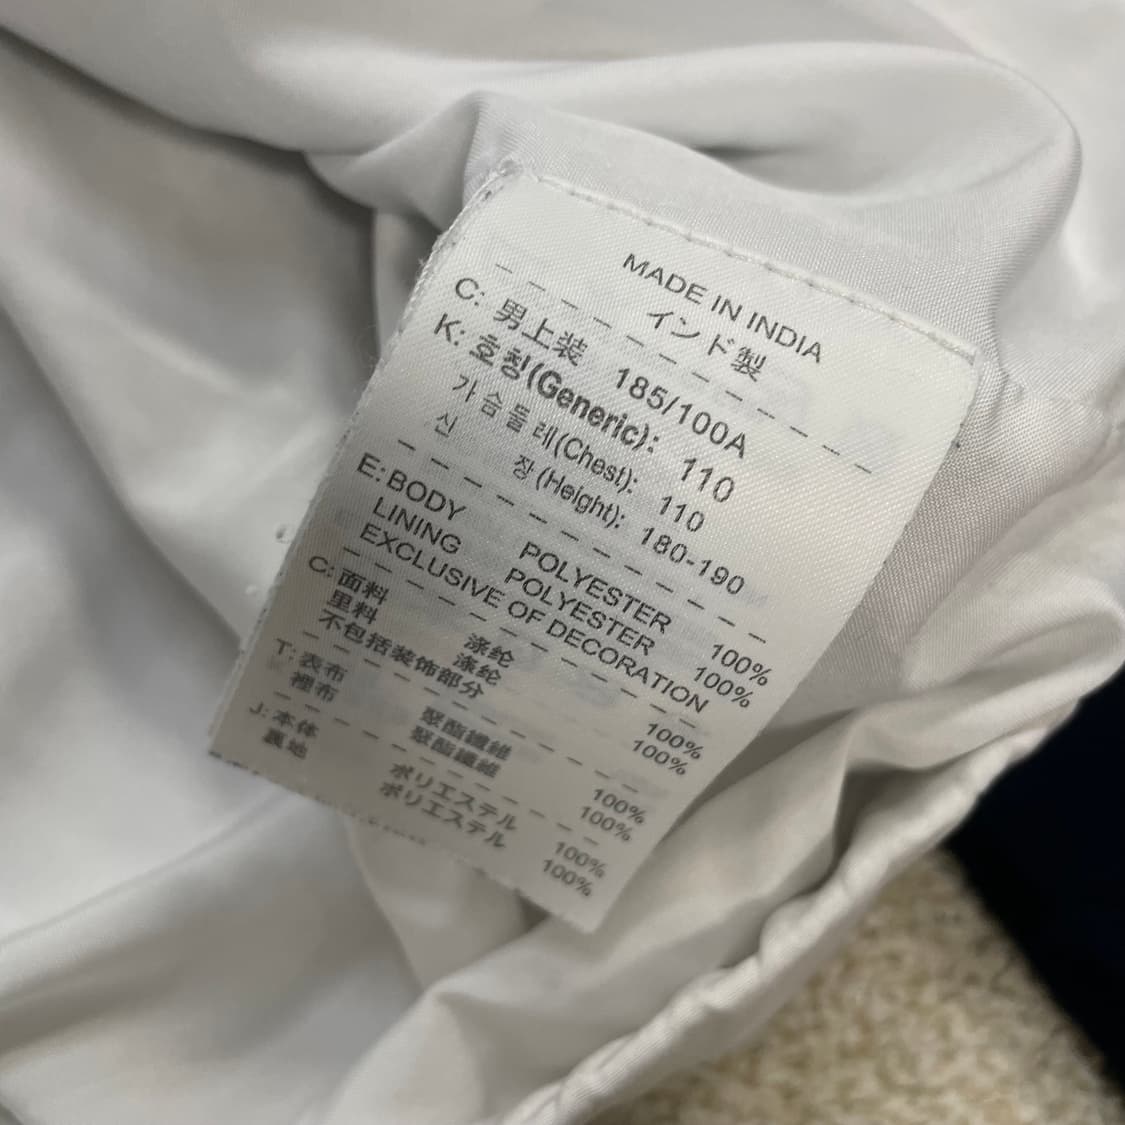 MADE IN INDIA
インド製
C: 男上装 185/100A
K: 호칭(Generic): 110
가슴둘레(Chest): 110
신 장(Height): 180-190
E: BODY POLYESTER 100%
LINING POLYESTER 100%
EXCLUSIVE OF DECORATION
C: 面料 涤纶 100%
里料 涤纶 100%
不包括装饰部分
T: 表布 聚酯纖維 100%
裡布 聚酯纖維 100%
J: 本体 ポリエステル 100%
裏地 ポリエステル 100%